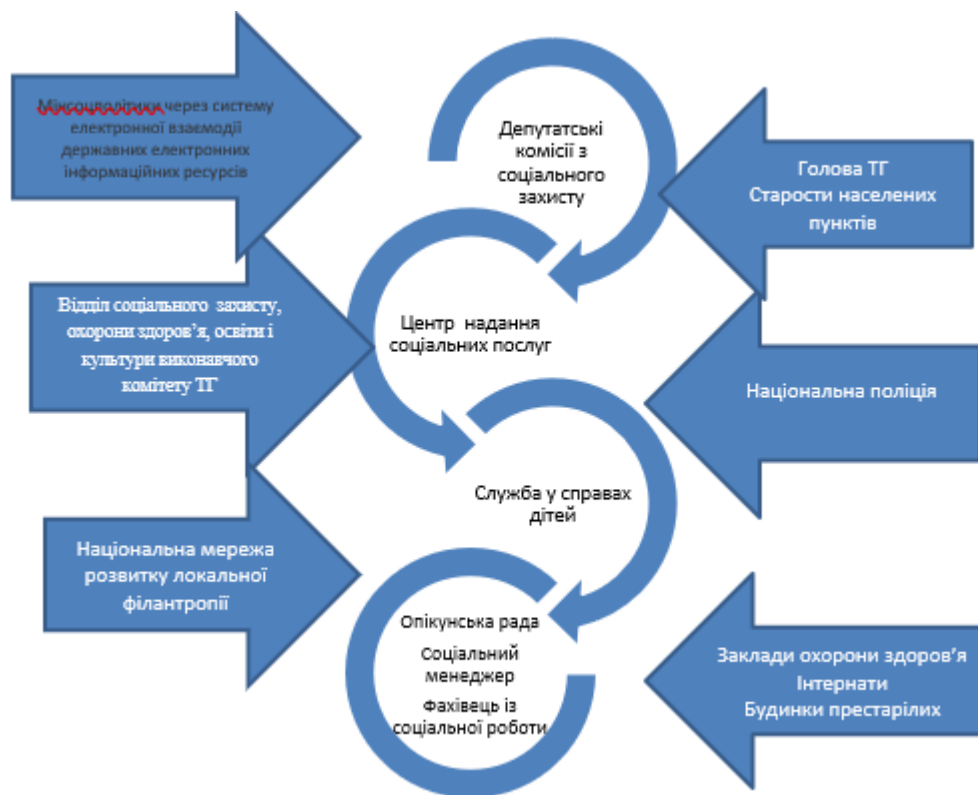 Мінсоцполітики через систему
електронної взаємодії
державних електронних
інформаційних ресурсів
Депутатські
комісії з
соціального
захисту
Голова ТГ
Старости населених
пунктів
Відділ соціального захисту,
охорони здоров’я, освіти і
культури виконавчого
комітету ТГ
Центр надання
соціальних послуг
Національна поліція
Служба у справах
дітей
Національна мережа
розвитку локальної
філантропії
Опікунська рада
Соціальний
менеджер
Фахівець із
соціальної роботи
Заклади охорони здоров’я
Інтернати
Будинки престарілих